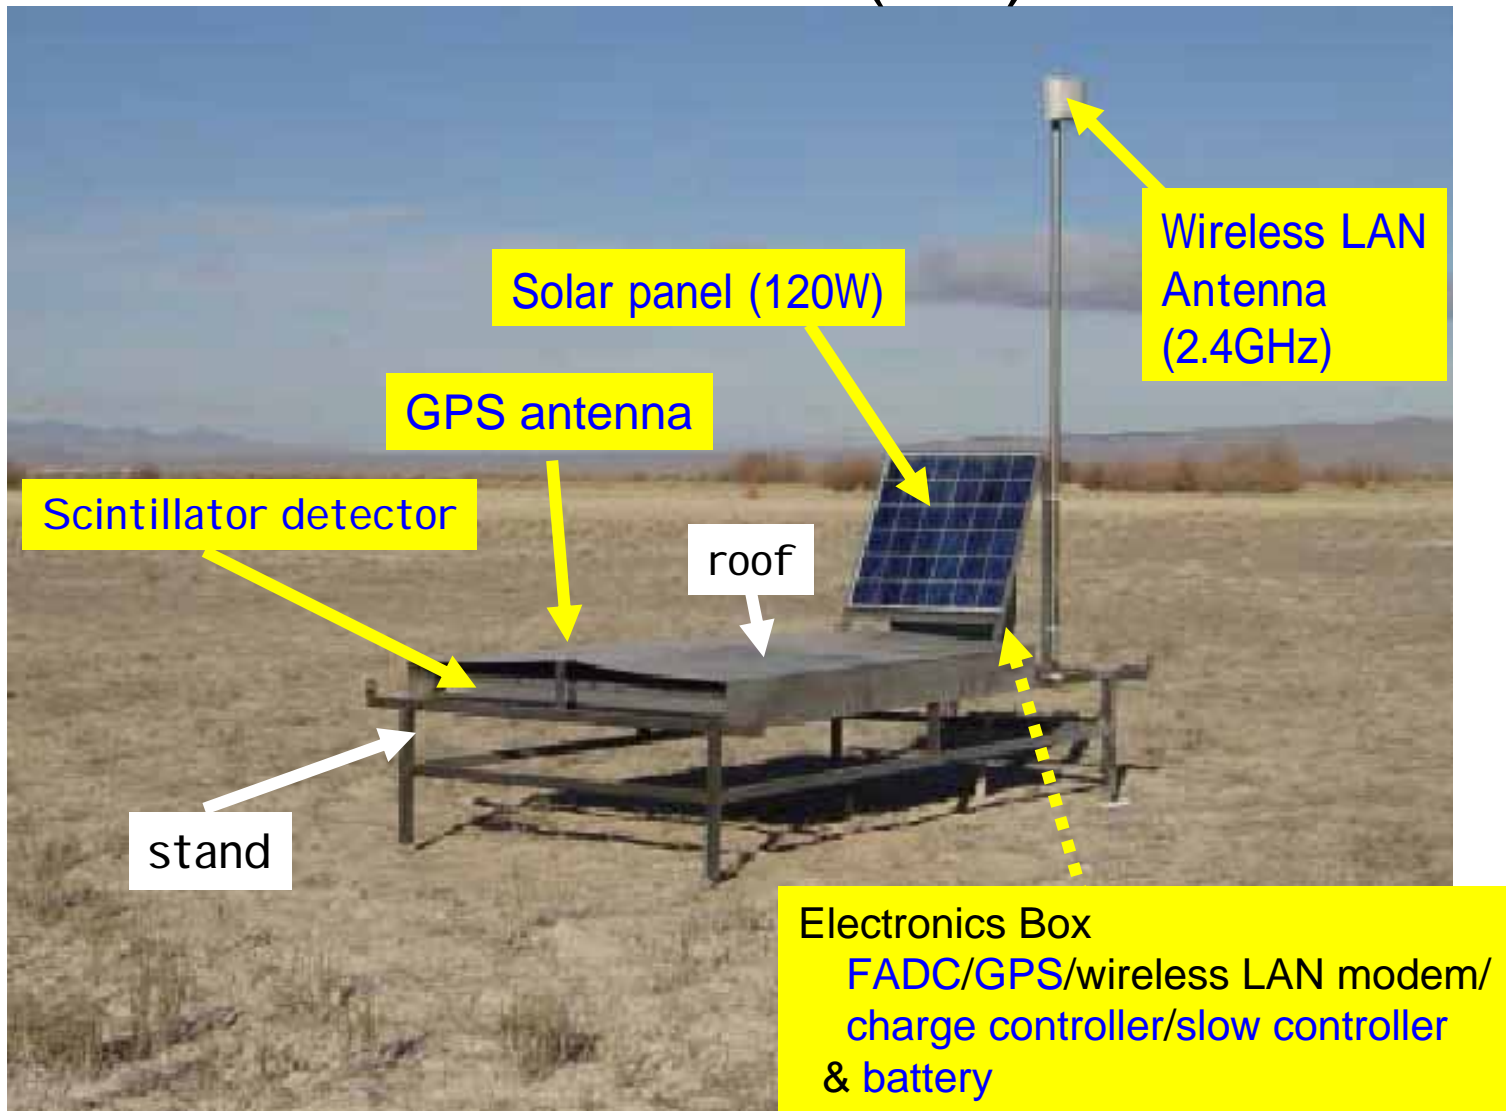 Wireless LAN
Antenna
(2.4GHz)
Solar panel (120W)
GPS antenna
Scintillator detector
roof
stand
Electronics Box
FADC/GPS/wireless LAN modem/
charge controller/slow controller
& battery